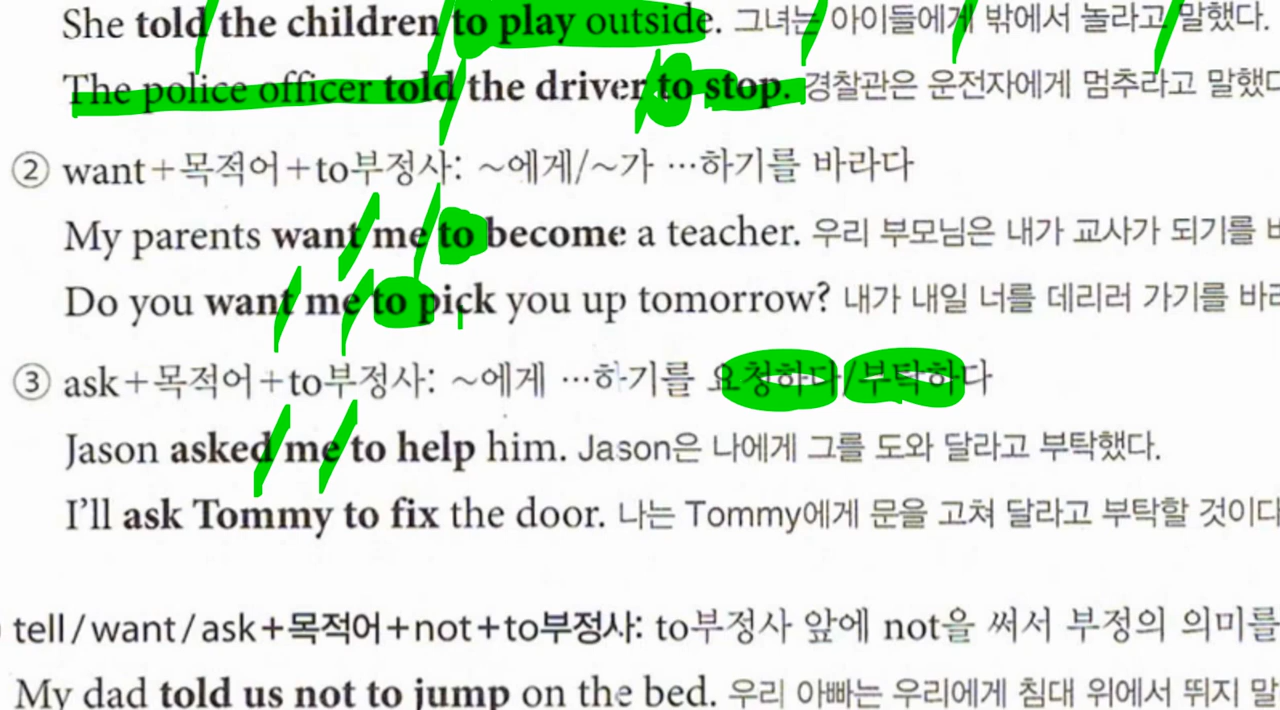 She told the children to play outside. 그녀는 아이들에게 밖에서 놀라고 말했다.
The police officer told the driver to stop. 경찰관은 운전자에게 멈추라고 말했
② want+목적어+to부정사: ~에게/~가 …하기를 바라다
My parents want me to become a teacher. 우리 부모님은 내가 교사가 되기를
Do you want me to pick you up tomorrow? 내가 내일 너를 데리러 가기를
③ ask+목적어+to부정사: ~에게 …하기를 요청하다/부탁하다
Jason asked me to help him. Jason은 나에게 그를 도와 달라고 부탁했다.
I'll ask Tommy to fix the door. 나는 Tommy에게 문을 고쳐 달라고 부탁할 것이다
tell/want/ask+목적어+not+to부정사: to부정사 앞에 not을 써서 부정의 의미를
My dad told us not to jump on the bed. 우리 아빠는 우리에게 침대 위에서 뛰지 말